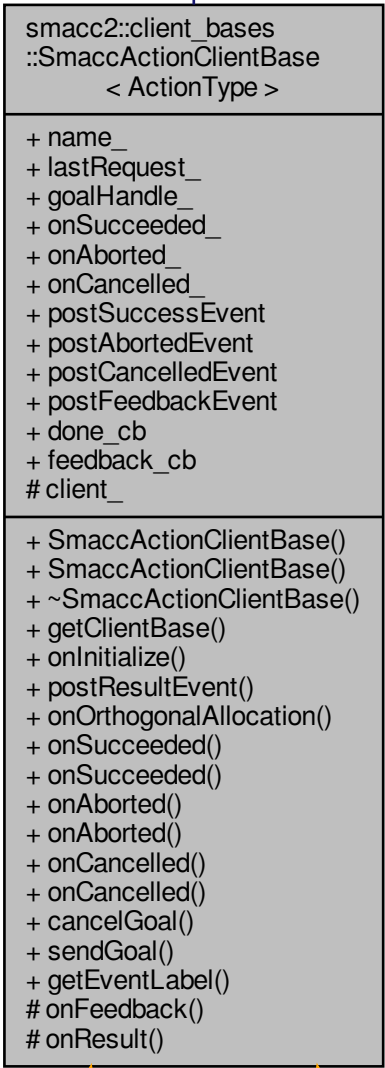 smacc2::client_bases
::SmaccActionClientBase
< ActionType >
+ name_
+ lastRequest_
+ goalHandle_
+ onSucceeded_
+ onAborted_
+ onCancelled_
+ postSuccessEvent
+ postAbortedEvent
+ postCancelledEvent
+ postFeedbackEvent
+ done_cb
+ feedback_cb
# client_
+ SmaccActionClientBase()
+ SmaccActionClientBase()
+ ~SmaccActionClientBase()
+ getClientBase()
+ onInitialize()
+ postResultEvent()
+ onOrthogonalAllocation()
+ onSucceeded()
+ onSucceeded()
+ onAborted()
+ onAborted()
+ onCancelled()
+ onCancelled()
+ cancelGoal()
+ sendGoal()
+ getEventLabel()
# onFeedback()
# onResult()